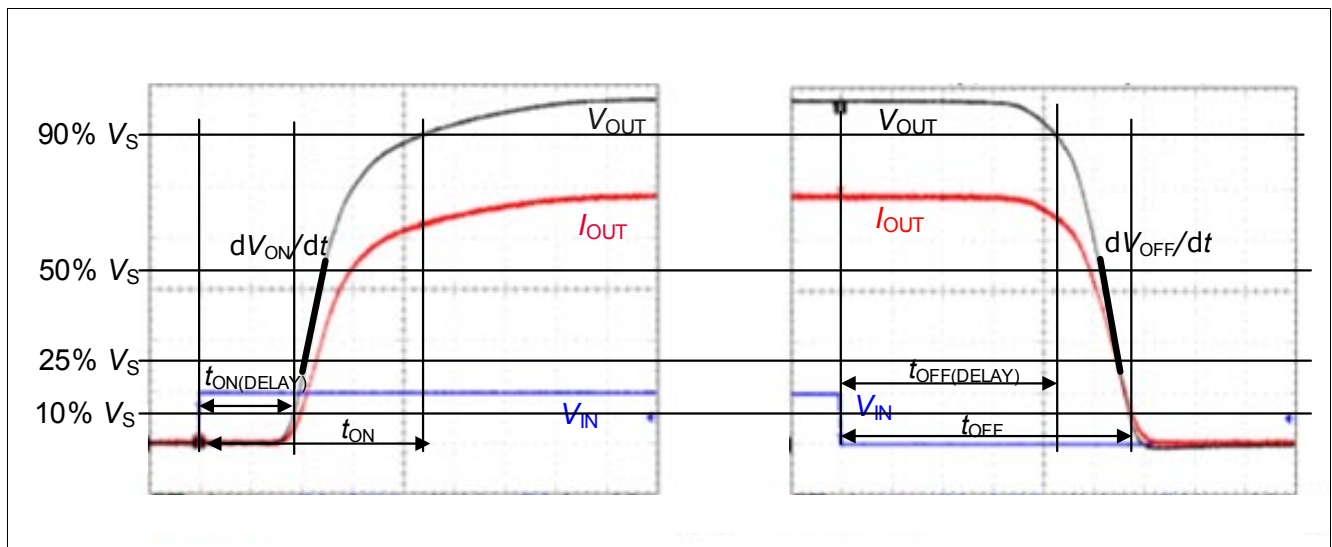 90% VS
VOUT
VOUT
IOUT
IOUT
dVON/dt
dVOFF/dt
50% VS
25% VS
tON(DELAY)
tOFF(DELAY)
10% VS
VIN
VIN
tON
tOFF